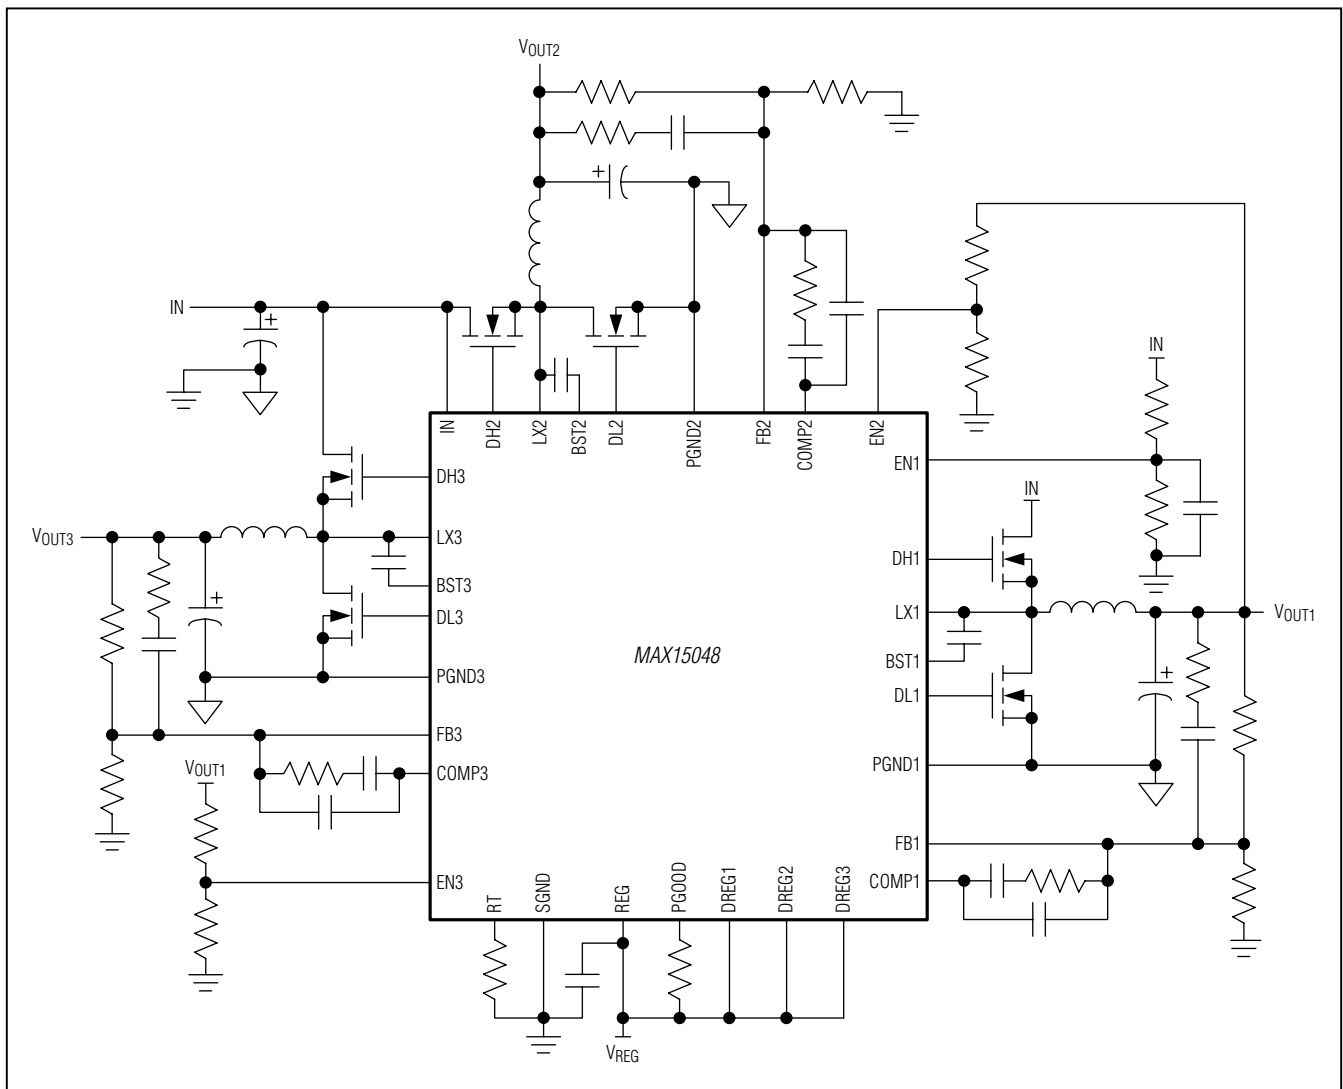 VOUT2
IN
IN
IN
DH2
LX2
BST2
DL2
PGND2
FB2
COMP2
EN2
EN1
IN
DH3
VOUT3
LX3
BST3
DL3
PGND3
FB3
VOUT1
COMP3
EN3
MAX15048
DH1
LX1
VOUT1
BST1
DL1
PGND1
FB1
COMP1
RT
SGND
REG
PGOOD
DREG1
DREG2
DREG3
VREG